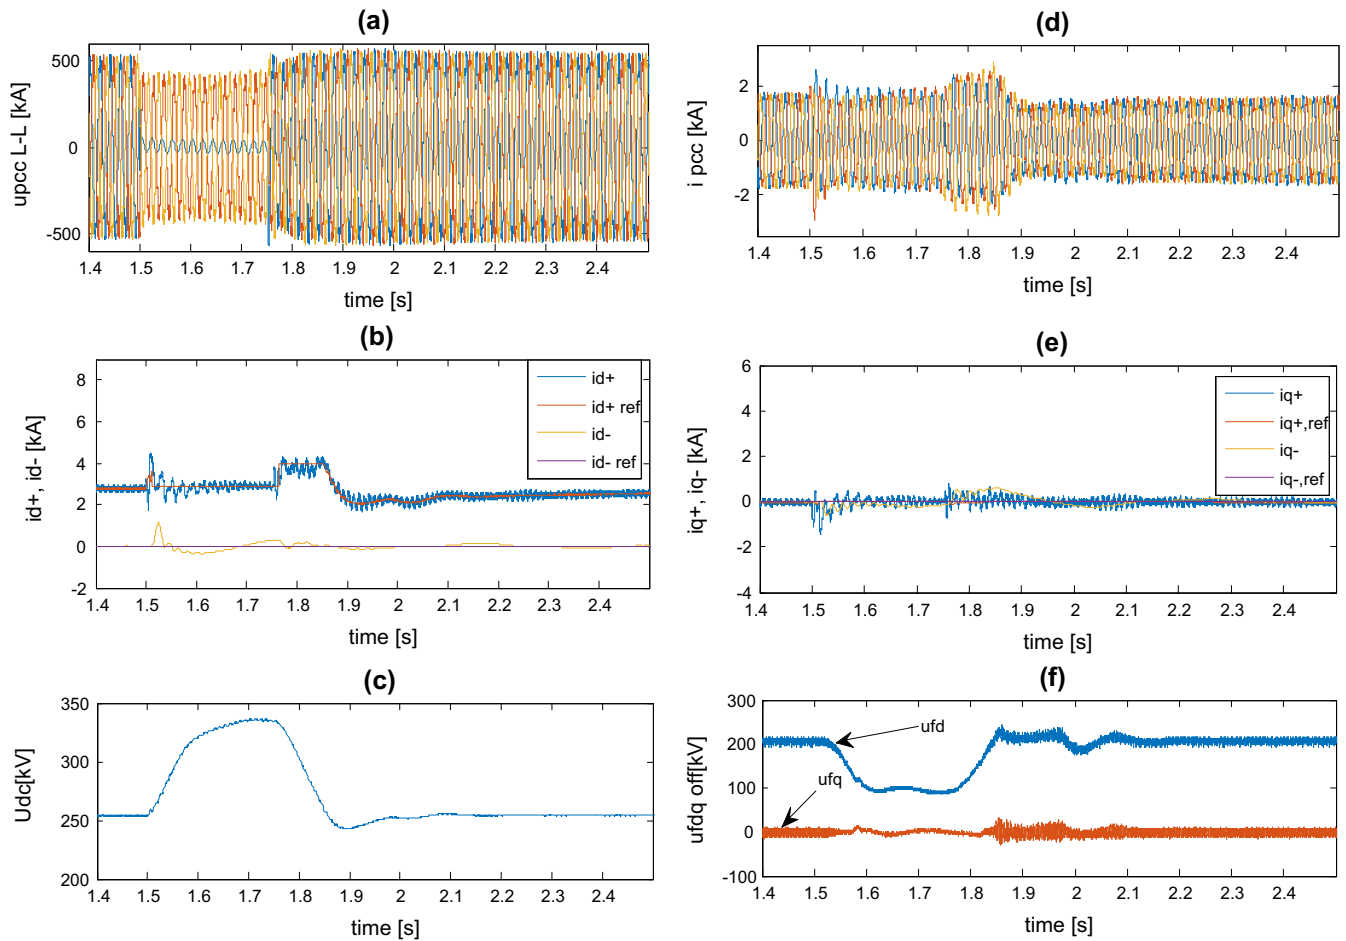 (a)
upcc L-L [kA]
500
0
-500
1.4 1.5 1.6 1.7 1.8 1.9 2 2.1 2.2 2.3 2.4
time [s]
(d)
i pcc [kA]
2
0
-2
1.4 1.5 1.6 1.7 1.8 1.9 2 2.1 2.2 2.3 2.4
time [s]
(b)
id+, id- [kA]
8
6
4
2
0
-2
id+
id+ ref
id-
id- ref
1.4 1.5 1.6 1.7 1.8 1.9 2 2.1 2.2 2.3 2.4
time [s]
(e)
iq+, iq- [kA]
6
4
2
0
-2
-4
iq+
iq+,ref
iq-
iq-,ref
1.4 1.5 1.6 1.7 1.8 1.9 2 2.1 2.2 2.3 2.4
time [s]
(c)
Udc[kV]
350
300
250
200
1.4 1.5 1.6 1.7 1.8 1.9 2 2.1 2.2 2.3 2.4
time [s]
(f)
ufdq off[kV]
300
200
100
0
-100
ufd
ufq
1.4 1.5 1.6 1.7 1.8 1.9 2 2.1 2.2 2.3 2.4
time [s]